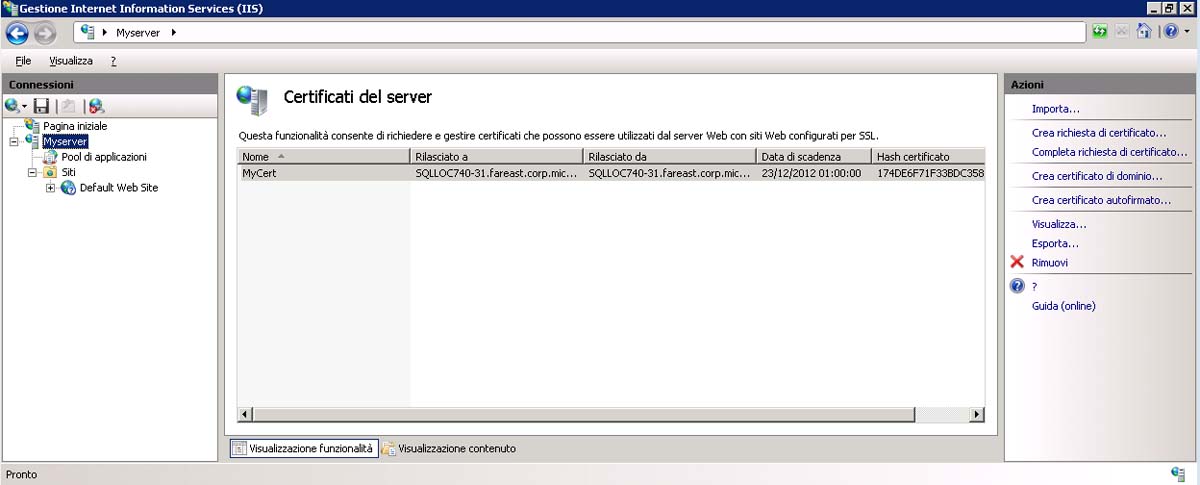 Gestione Internet Information Services (IIS)
Myserver
File Visualizza ?
Connessioni
Pagina iniziale
Myserver
Pool di applicazioni
Siti
Default Web Site
Certificati del server
Questa funzionalità consente di richiedere e gestire certificati che possono essere utilizzati dal server Web con siti Web configurati per SSL.
Nome Rilasciato a Rilasciato da Data di scadenza Hash certificato
MyCert SQLLOC740-31.fareast.corp.mic... SQLLOC740-31.fareast.corp.mic... 23/12/2012 01:00:00 174DE6F71F33BDC358
Visualizzazione funzionalità Visualizzazione contenuto
Azioni
Importa...
Crea richiesta di certificato...
Completa richiesta di certificato...
Crea certificato di dominio...
Crea certificato autofirmato...
Visualizza...
Esporta...
Rimuovi
?
Guida (online)
Pronto